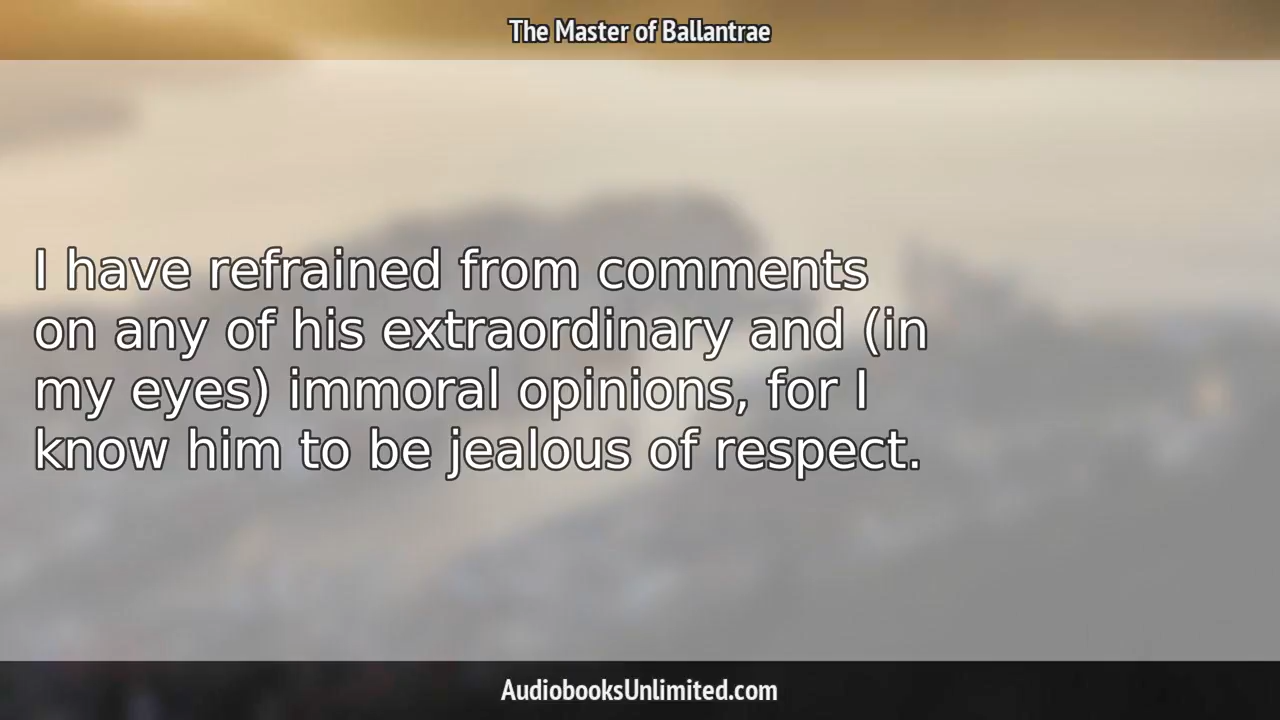 The Master of Ballantrae
I have refrained from comments
on any of his extraordinary and (in
my eyes) immoral opinions, for I
know him to be jealous of respect.
AudiobooksUnlimited.com